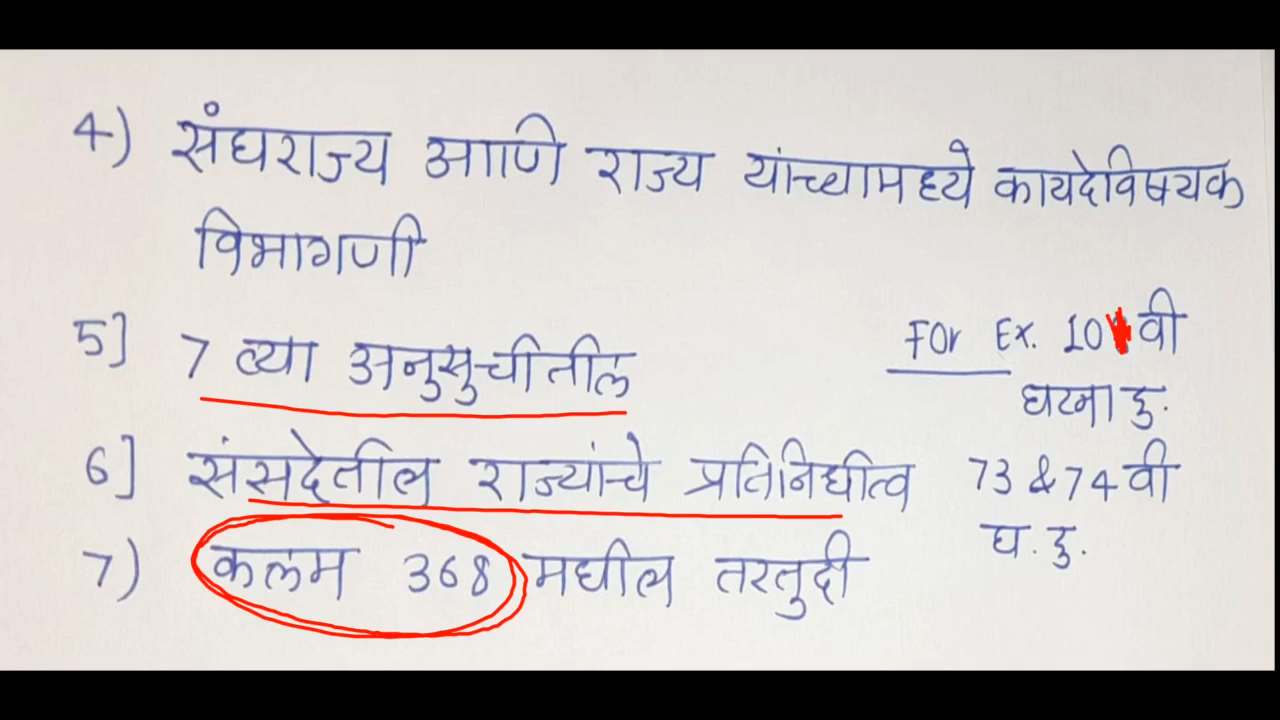 4) संघराज्य आणि राज्य यांच्यामध्ये कायदेविषयक
विभागणी
5] 7 व्या अनुसुचीतील
6] संसदेतील राज्यांचे प्रतिनिधीत्व
7) कलम 368 मधील तरतुदी
For Ex. 101 वी
घटना दु.
73 & 74 वी
घ. दु.